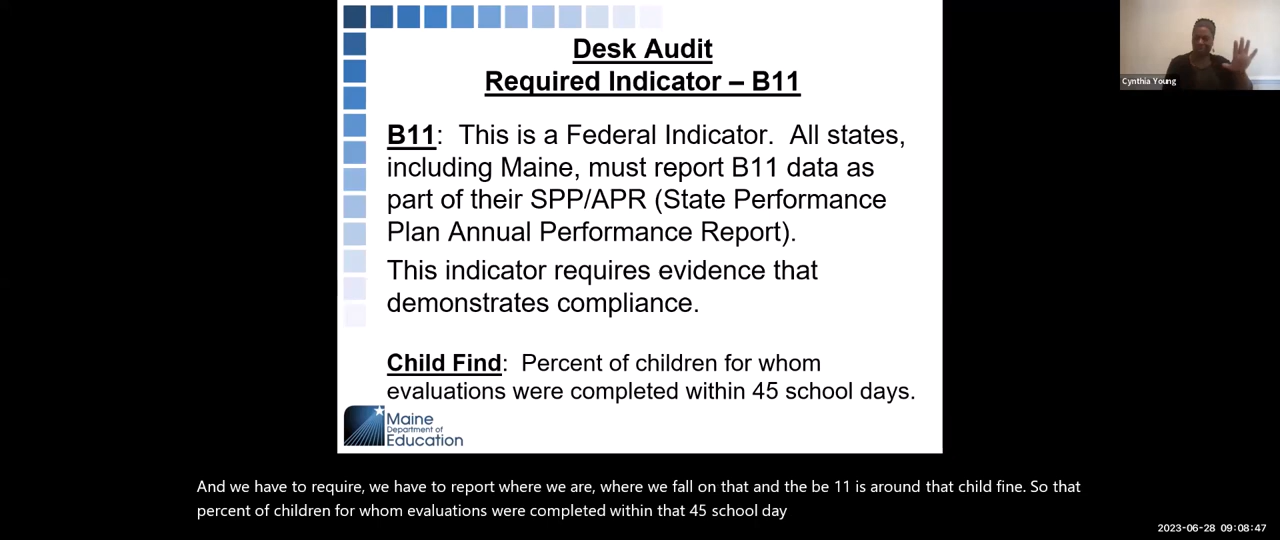 Desk Audit
Required Indicator – B11
B11: This is a Federal Indicator. All states,
including Maine, must report B11 data as
part of their SPP/APR (State Performance
Plan Annual Performance Report).
This indicator requires evidence that
demonstrates compliance.
Child Find: Percent of children for whom
evaluations were completed within 45 school days.
Maine
Department of
Education
Cynthia Young
And we have to require, we have to report where we are, where we fall on that and the be 11 is around that child fine. So that
percent of children for whom evaluations were completed within that 45 school day
2023-06-28 09:08:47